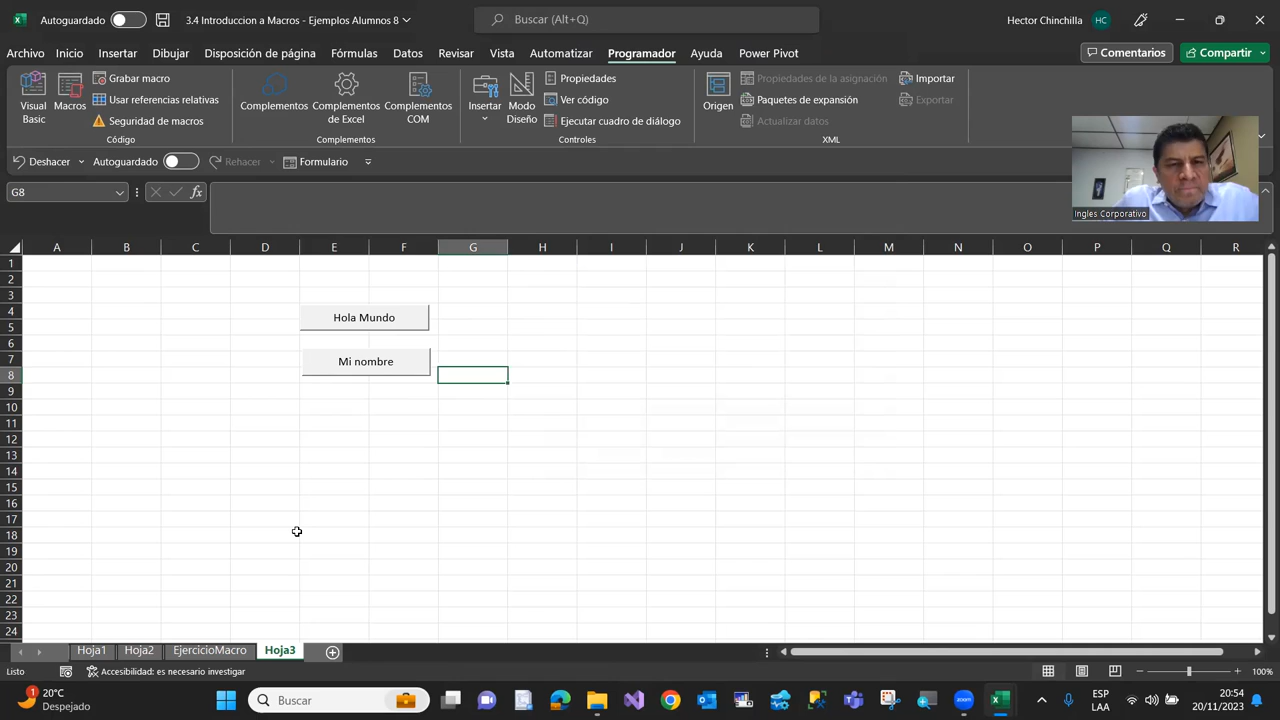 Autoguardado
3.4 Introduccion a Macros - Ejemplos Alumnos 8
Buscar (Alt+Q)
Hector Chinchilla
HC
Archivo Inicio Insertar Dibujar Disposición de página Fórmulas Datos Revisar Vista Automatizar Programador Ayuda Power Pivot
Comentarios
Compartir
Visual Basic
Macros
Grabar macro
Usar referencias relativas
Seguridad de macros
Código
Complementos
Complementos de Excel
Complementos COM
Complementos
Insertar
Modo Diseño
Propiedades
Ver código
Ejecutar cuadro de diálogo
Controles
Origen
Propiedades de la asignación
Paquetes de expansión
Actualizar datos
Importar
Exportar
XML
Deshacer
Autoguardado
Rehacer
Formulario
Ingles Corporativo
G8
fx
A B C D E F G H I J K L M N O P Q R
1
2
3
4
Hola Mundo
5
6
7
Mi nombre
8
9
10
11
12
13
14
15
16
17
18
19
20
21
22
23
24
Hoja1 Hoja2 EjercicioMacro Hoja3
Listo
Accesibilidad: es necesario investigar
100%
1
20°C
Despejado
Buscar
ESP
LAA
20:54
20/11/2023